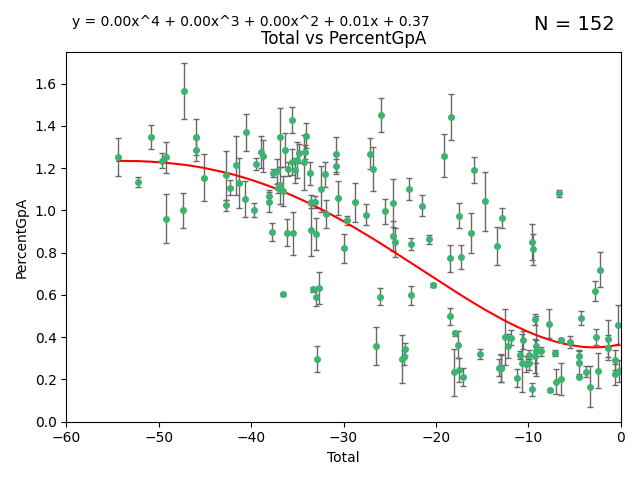 y = 0.00x^4 + 0.00x^3 + 0.00x^2 + 0.01x + 0.37
N = 152
Total vs PercentGpA
1.6
1.4
1.2
1.0
0.8
0.6
0.4
0.2
0.0
PercentGpA
−60 −50 −40 −30 −20 −10 0
Total